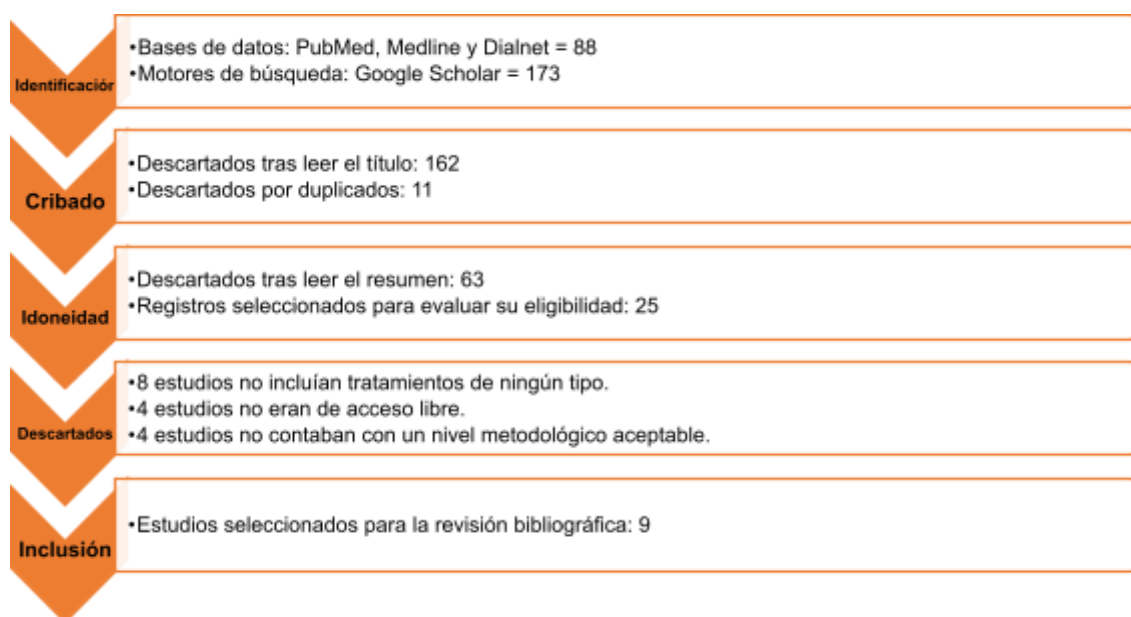 •Bases de datos: PubMed, Medline y Dialnet = 88
•Motores de búsqueda: Google Scholar = 173
Identificación
•Descartados tras leer el título: 162
•Descartados por duplicados: 11
Cribado
•Descartados tras leer el resumen: 63
•Registros seleccionados para evaluar su eligibilidad: 25
Idoneidad
•8 estudios no incluían tratamientos de ningún tipo.
•4 estudios no eran de acceso libre.
•4 estudios no contaban con un nivel metodológico aceptable.
Descartados
•Estudios seleccionados para la revisión bibliográfica: 9
Inclusión